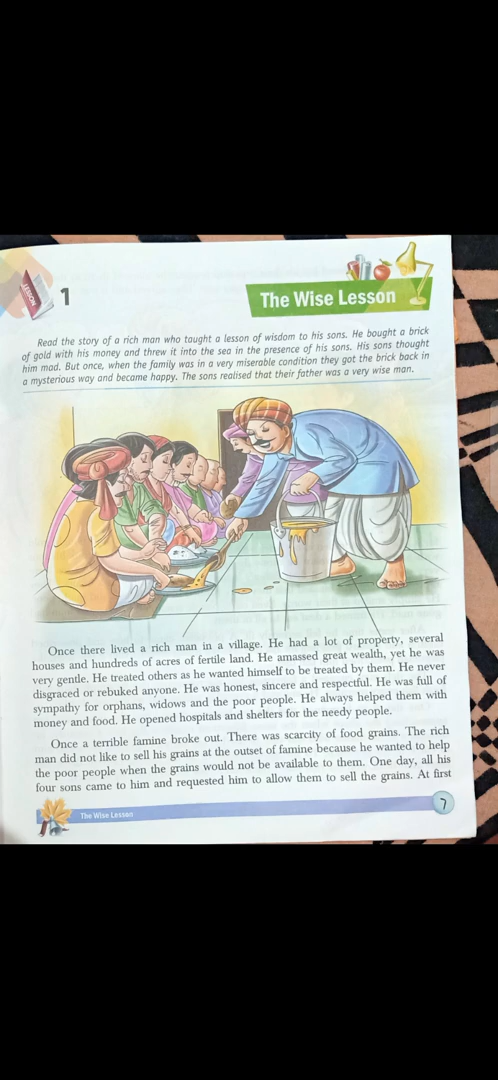 LESSON
1
The Wise Lesson
Read the story of a rich man who taught a lesson of wisdom to his sons. He bought a brick
of gold with his money and threw it into the sea in the presence of his sons. His sons thought
him mad. But once, when the family was in a very miserable condition they got the brick back in
a mysterious way and became happy. The sons realised that their father was a very wise man.
Once there lived a rich man in a village. He had a lot of property, several
houses and hundreds of acres of fertile land. He amassed great wealth, yet he was
very gentle. He treated others as he wanted himself to be treated by them. He never
disgraced or rebuked anyone. He was honest, sincere and respectful. He was full of
sympathy for orphans, widows and the poor people. He always helped them with
money and food. He opened hospitals and shelters for the needy people.
Once a terrible famine broke out. There was scarcity of food grains. The rich
man did not like to sell his grains at the outset of famine because he wanted to help
the poor people when the grains would not be available to them. One day, all his
four sons came to him and requested him to allow them to sell the grains. At first
The Wise Lesson
7